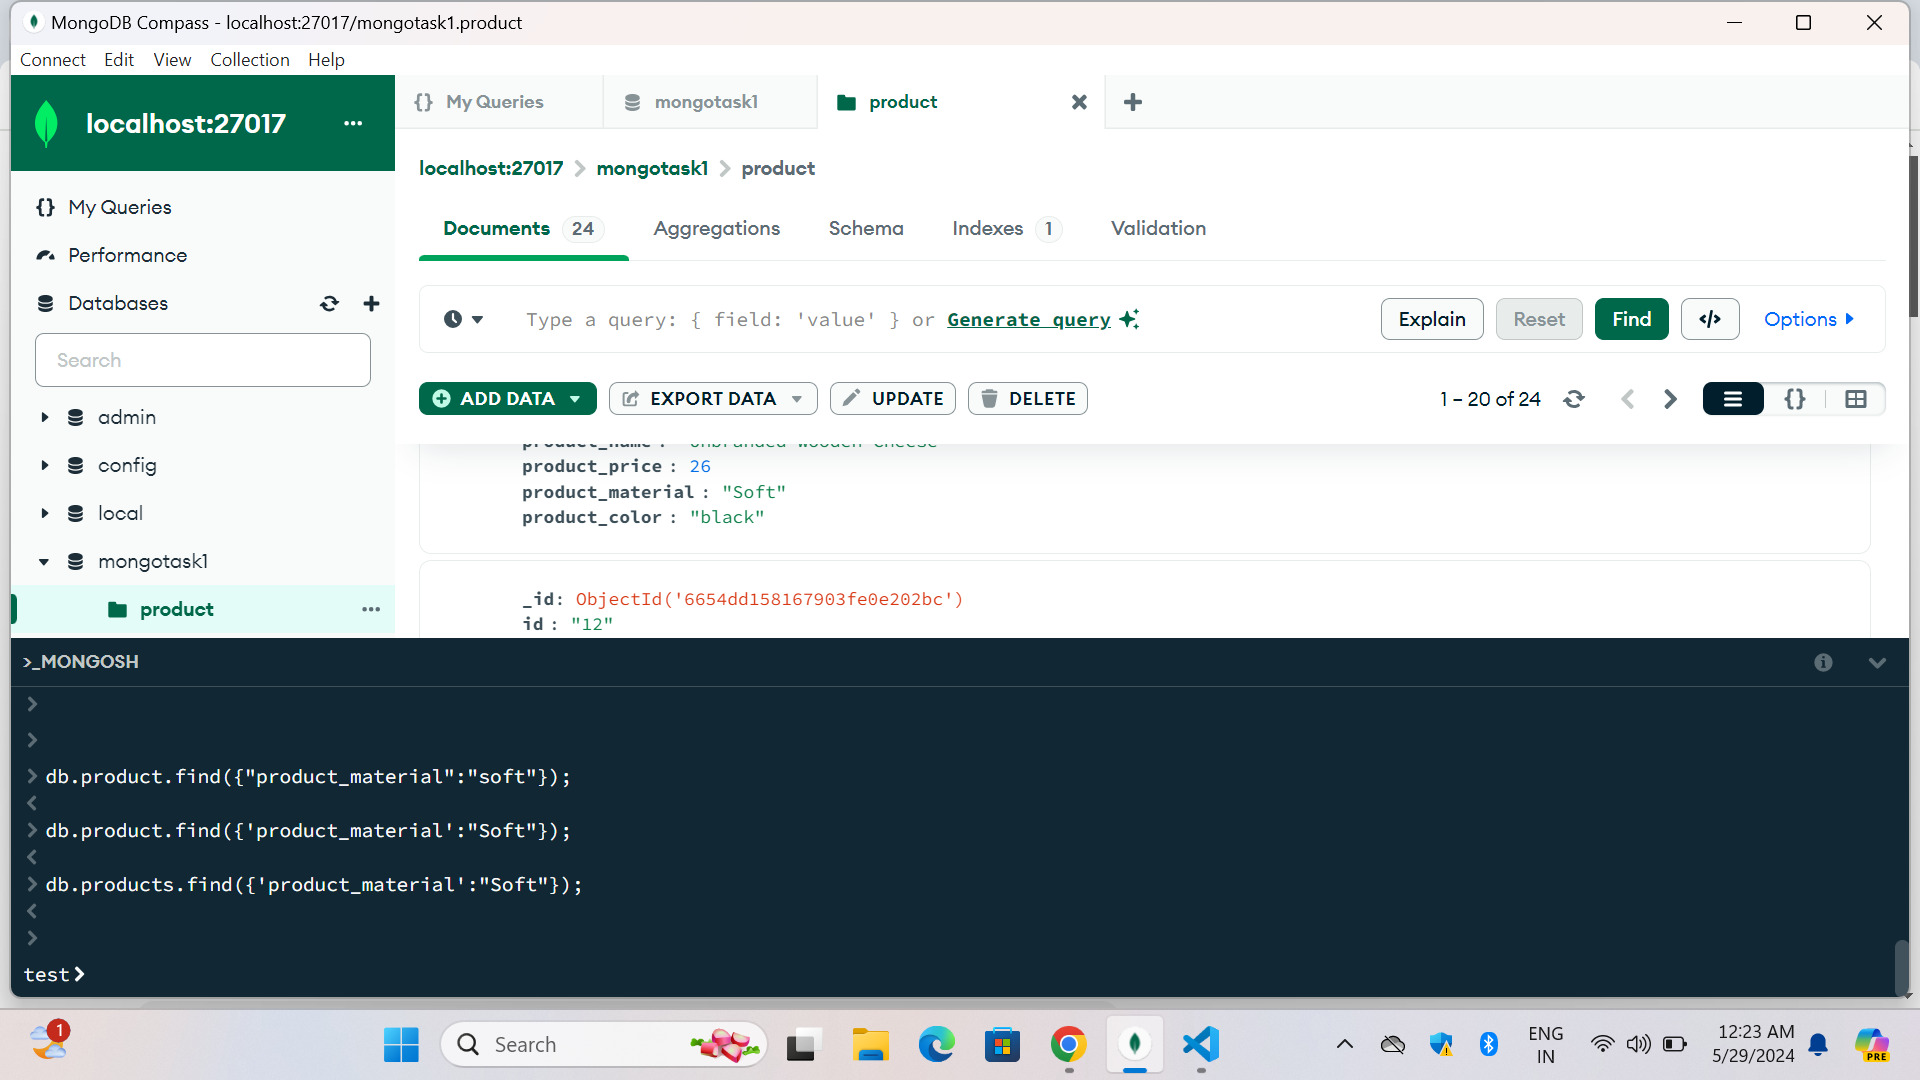 MongoDB Compass - localhost:27017/mongotask1.product
Connect Edit View Collection Help
localhost:27017 ...
{} My Queries
mongotask1
product
localhost:27017 > mongotask1 > product
My Queries
Performance
Databases
Search
admin
config
local
mongotask1
product
Documents 24 Aggregations Schema Indexes 1 Validation
Type a query: { field: 'value' } or Generate query
Explain Reset Find </> Options
ADD DATA EXPORT DATA UPDATE DELETE
1 – 20 of 24
product_name : "Unbranded Wooden Cheese"
product_price : 26
product_material : "Soft"
product_color : "black"
_id: ObjectId('6654dd158167903fe0e202bc')
id : "12"
>_MONGOSH
>
>
> db.product.find({"product_material":"soft"});
<
> db.product.find({'product_material':"Soft"});
<
> db.products.find({'product_material':"Soft"});
<
>
test>
1
Search
ENG
IN
12:23 AM
5/29/2024
PRE